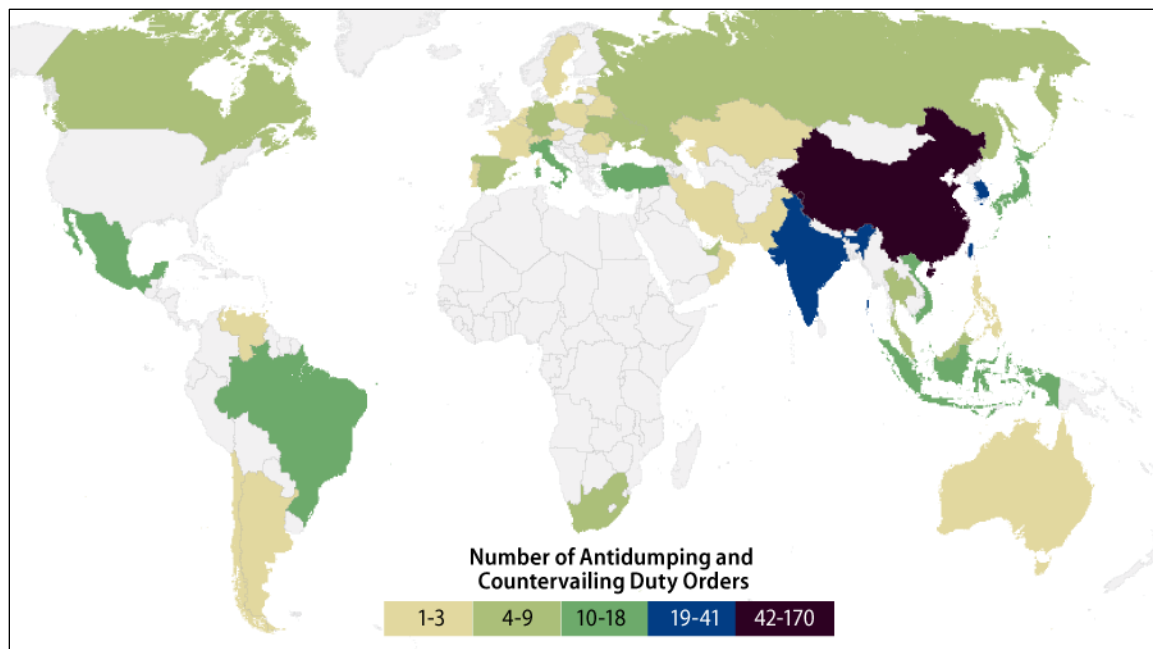 Number of Antidumping and
Countervailing Duty Orders
1-3 4-9 10-18 19-41 42-170